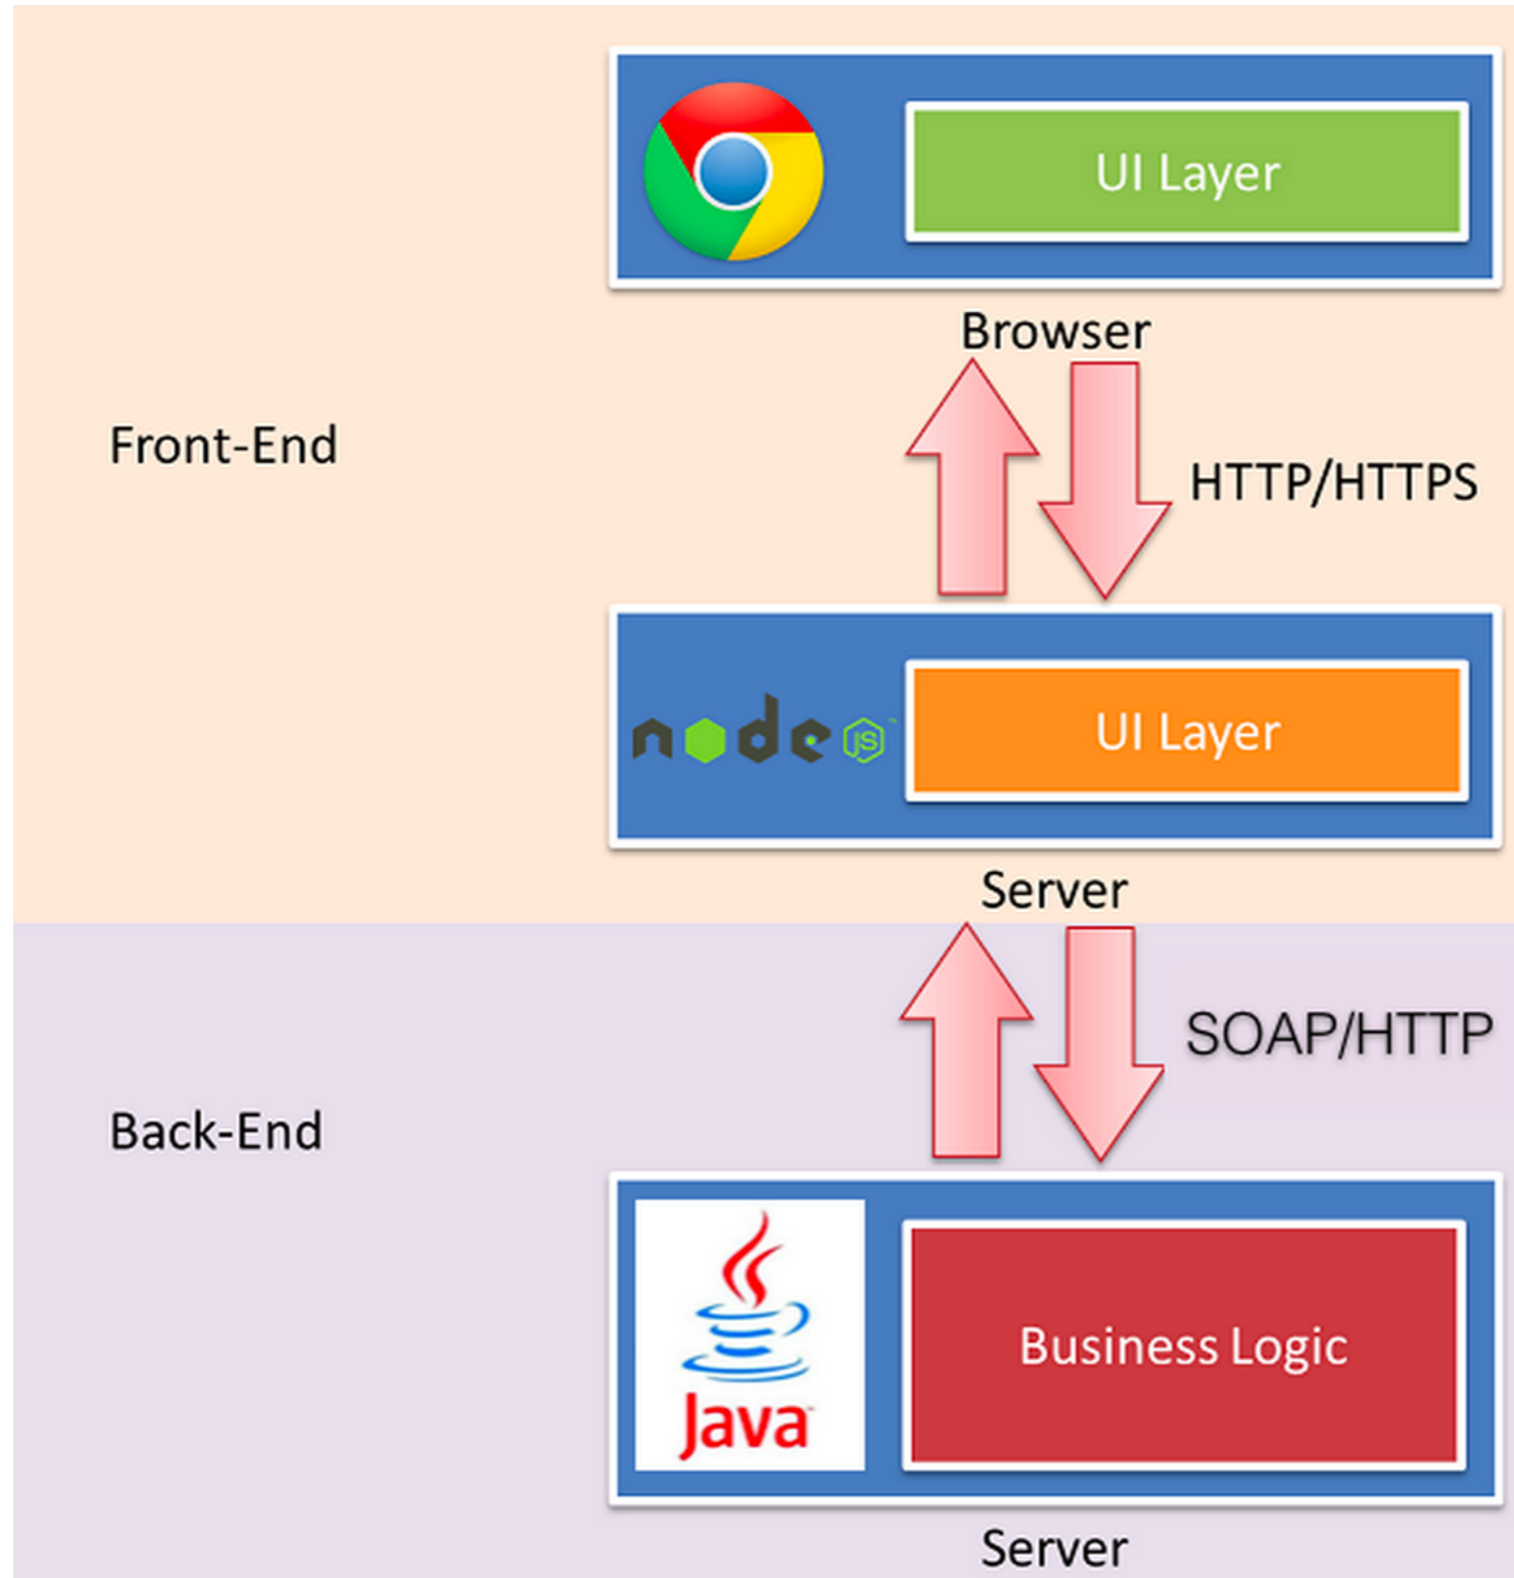 UI Layer
Browser
Front-End
HTTP/HTTPS
node JS™
UI Layer
Server
SOAP/HTTP
Back-End
Java
Business Logic
Server